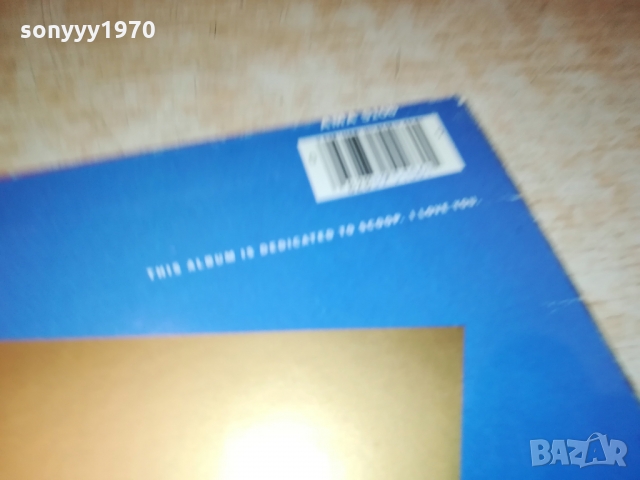 sonyyy1970
THIS ALBUM IS DEDICATED TO SCOOP. I LOVE YOU.
BAZAR